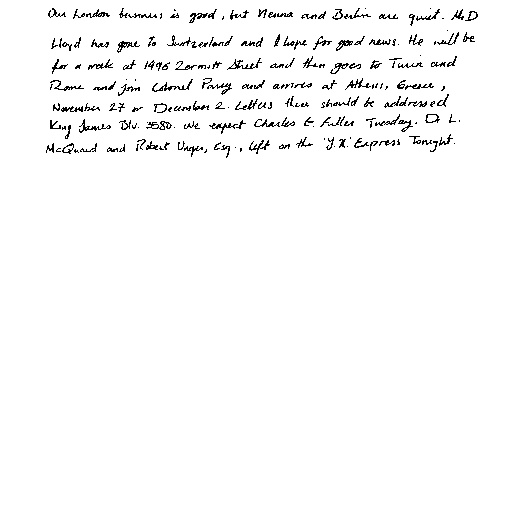 Our London business is good, but Vienna and Berlin are quiet. Mr. D
Lloyd has gone to Switzerland and I hope for good news. He will be
for a week at 1496 Zermott Street and then goes to Turin and
Rome and join Colonel Parry and arrives at Athens, Greece,
November 27 or December 2. Letters there should be addressed
King James Blv. 3580. We expect Charles E. Fuller Tuesday. Dr L.
McQuaid and Robert Unger, Esq., left on the 'Y.X.' Express Tonight.